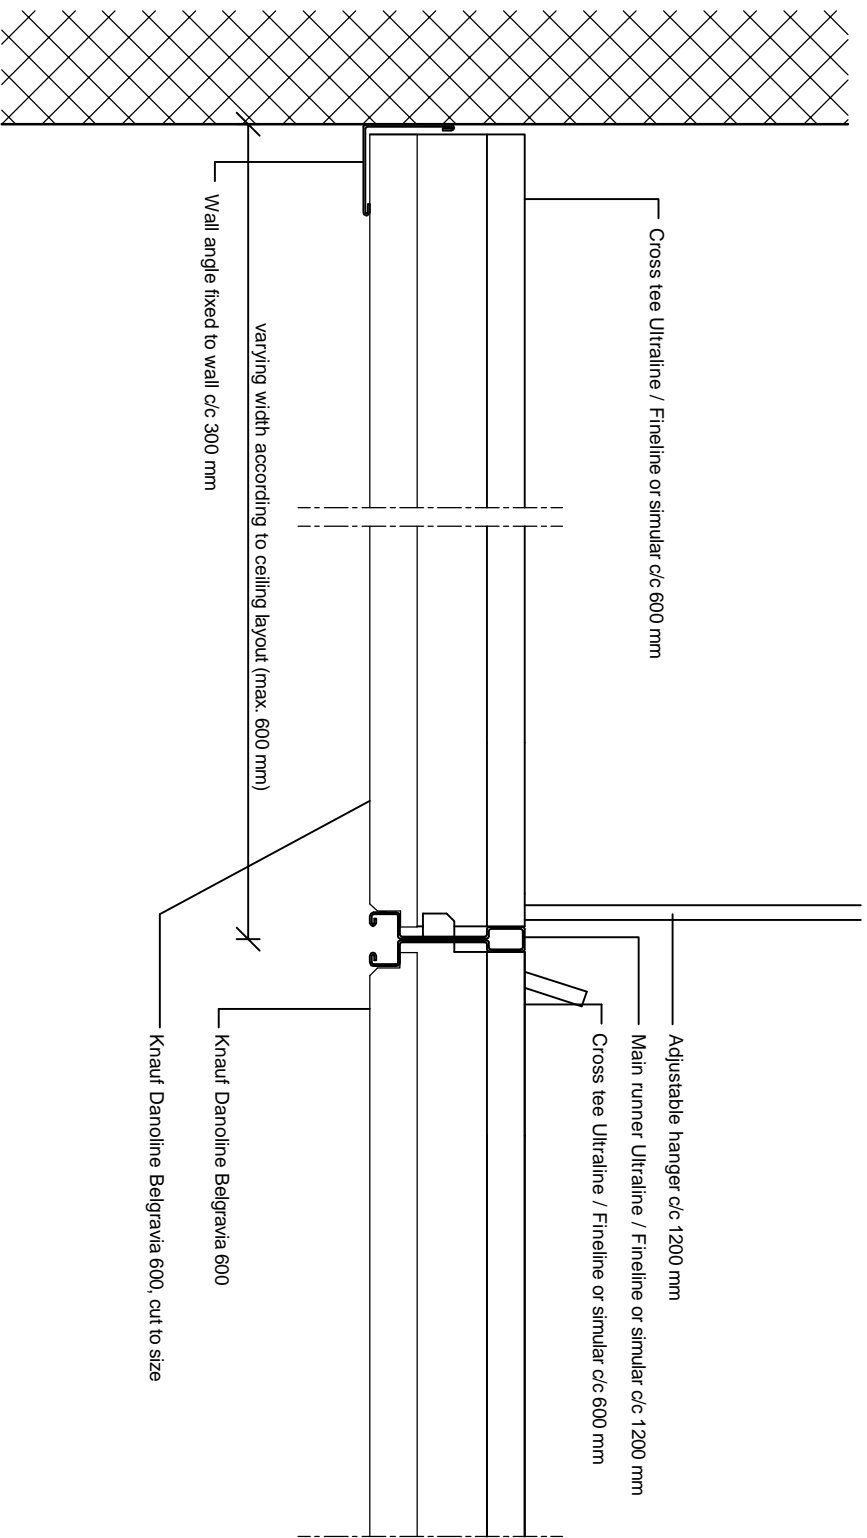 Cross tee Ultraline / Fineline or simular c/c 600 mm
Adjustable hanger c/c 1200 mm
Main runner Ultraline / Fineline or simular c/c 1200 mm
Cross tee Ultraline / Fineline or simular c/c 600 mm
varying width according to ceiling layout (max. 600 mm)
Wall angle fixed to wall c/c 300 mm
Knauf Danoline Belgravia 600
Knauf Danoline Belgravia 600, cut to size